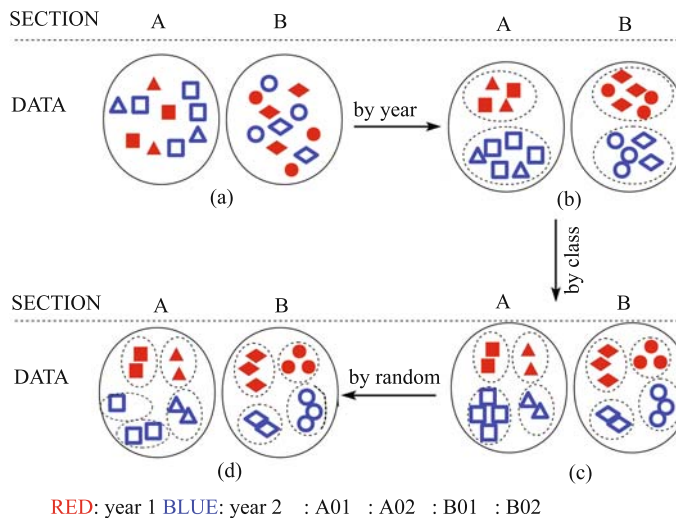 SECTION A B A B
DATA by year
(a) (b)
by class
SECTION A B A B
DATA by random
(d) (c)
RED: year 1 BLUE: year 2 : A01 : A02 : B01 : B02